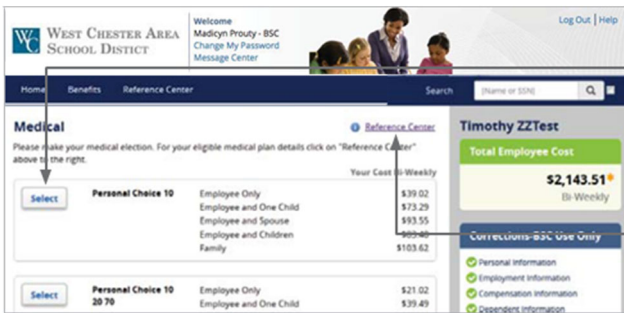 WEST CHESTER AREA
SCHOOL DISTICT
Welcome
Madicyn Prouty - BSC
Change My Password
Message Center
Log Out | Help
Home Benefits Reference Center Search (Name or SSN)
Medical
Reference Center
Please make your medical election. For your eligible medical plan details click on "Reference Center"
above to the right.
Your Cost Bi-Weekly
Select Personal Choice 10 Employee Only $39.02
Employee and One Child $73.29
Employee and Spouse $93.55
Employee and Children
Family $103.62
Select Personal Choice 10 Employee Only $21.02
20 70 Employee and One Child $39.49
Timothy ZZTest
Total Employee Cost
$2,143.51*
Bi-Weekly
Corrections-BSC Use Only
Personal Information
Employment Information
Compensation Information
Dependent Information